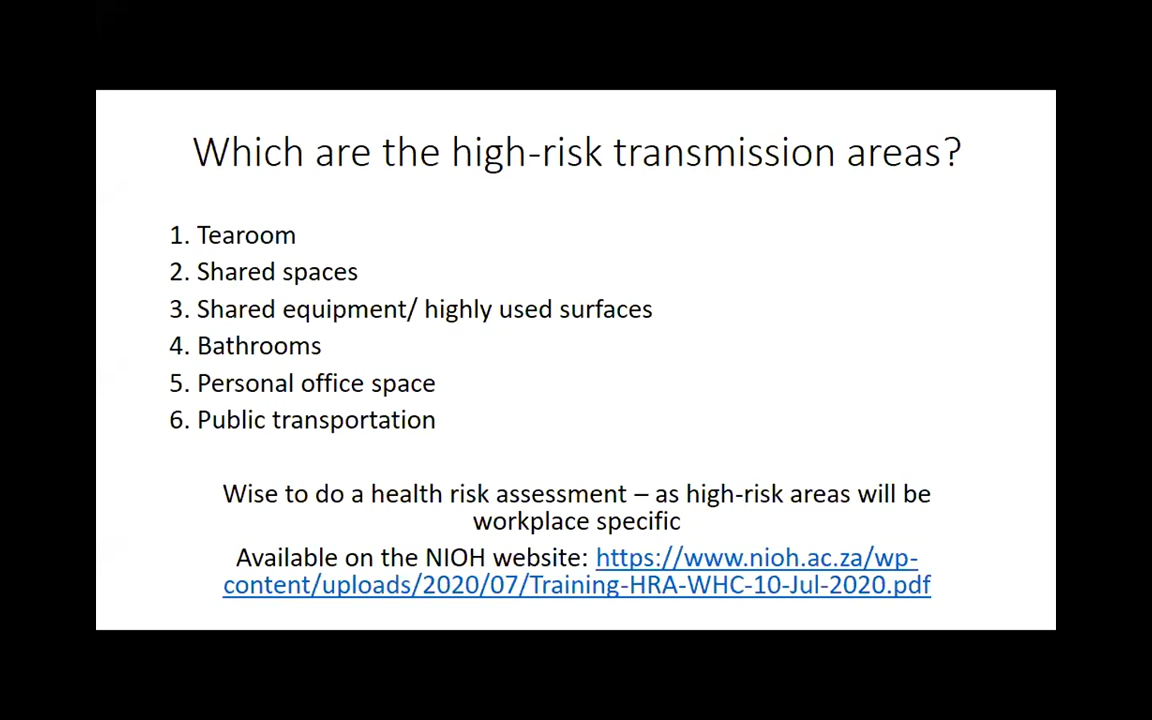 Which are the high-risk transmission areas?
1. Tearoom
2. Shared spaces
3. Shared equipment/ highly used surfaces
4. Bathrooms
5. Personal office space
6. Public transportation
Wise to do a health risk assessment – as high-risk areas will be
workplace specific
Available on the NIOH website: https://www.nioh.ac.za/wp-
content/uploads/2020/07/Training-HRA-WHC-10-Jul-2020.pdf